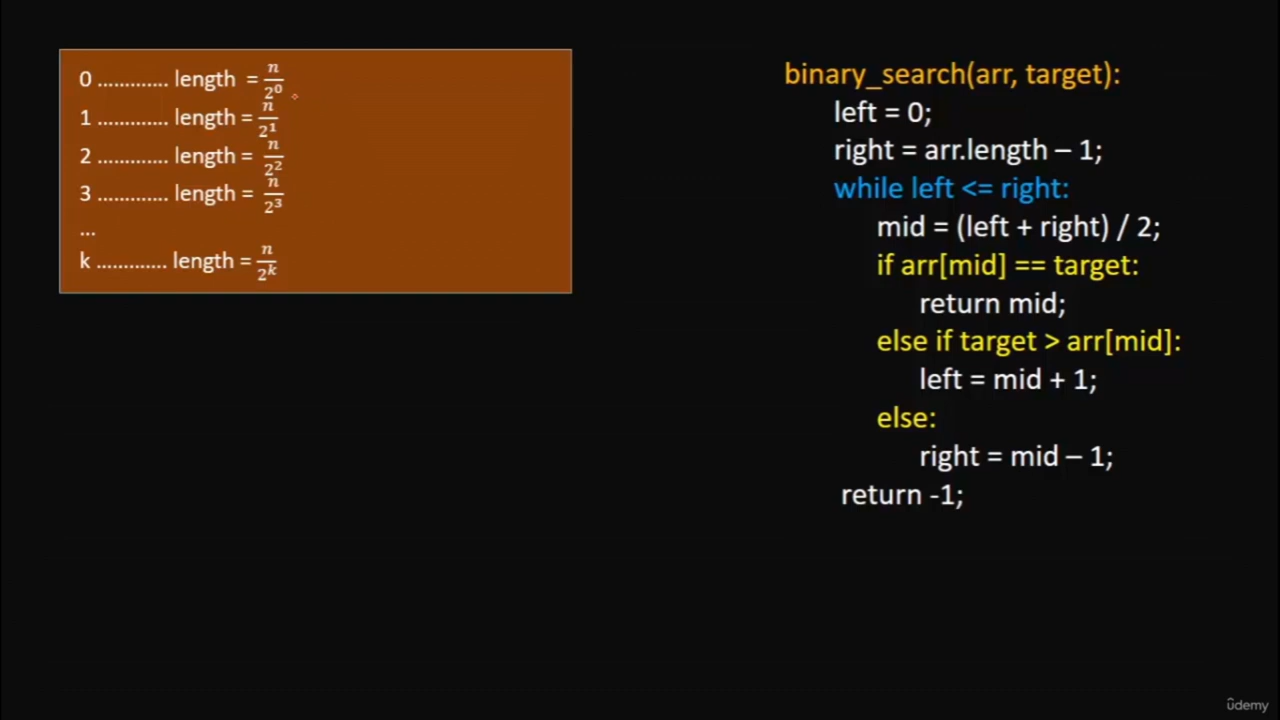 0 ............. length = n/2^0
1 ............. length = n/2^1
2 ............. length = n/2^2
3 ............. length = n/2^3
...
k ............. length = n/2^k
binary_search(arr, target):
left = 0;
right = arr.length – 1;
while left <= right:
mid = (left + right) / 2;
if arr[mid] == target:
return mid;
else if target > arr[mid]:
left = mid + 1;
else:
right = mid – 1;
return -1;
ûdemy